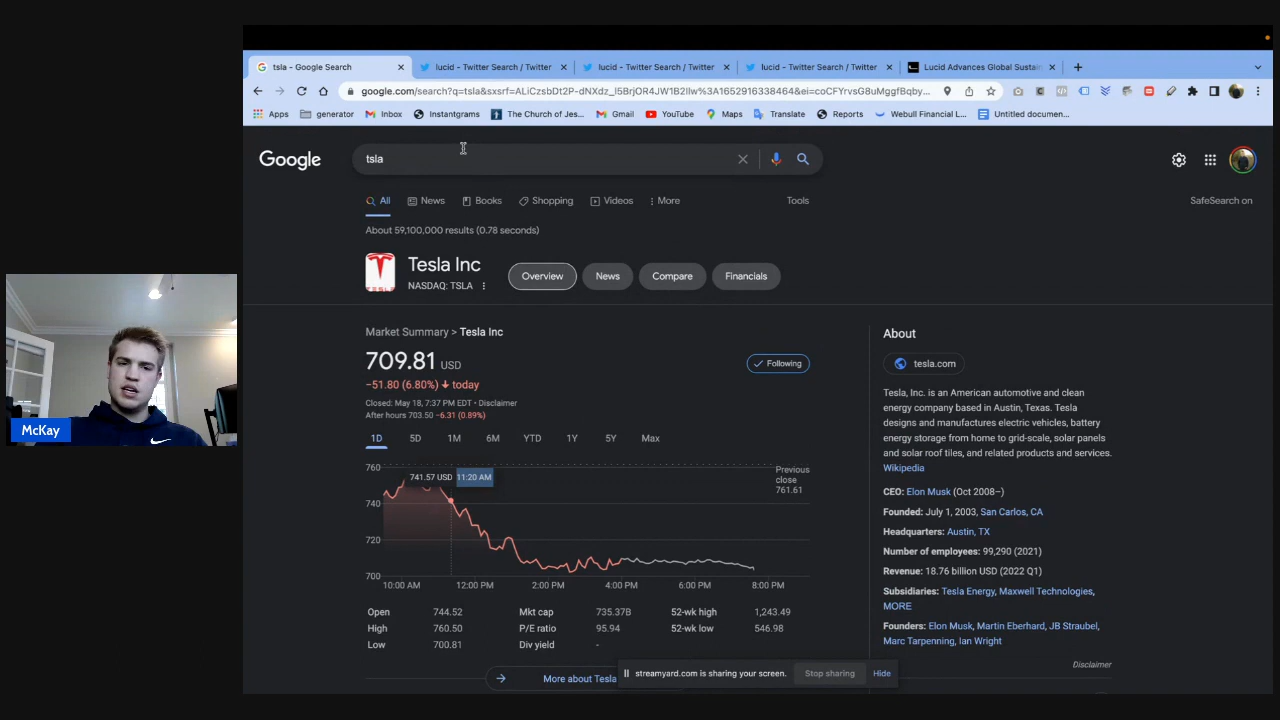 tsla - Google Search
lucid - Twitter Search / Twitter
lucid - Twitter Search / Twitter
lucid - Twitter Search / Twitter
Lucid Advances Global Sustain
google.com/search?q=tsla&sxsrf=ALiCzsbDt2P-dNXdz_I5BrjOR4JW1B2Ilw%3A1652916338464&ei=coCFYrvsG8uMggfBqby...
Apps
generator
Inbox
Instantgrams
The Church of Jes...
Gmail
YouTube
Maps
Translate
Reports
Webull Financial L...
Untitled documen...
Google
tsla
All
News
Books
Shopping
Videos
More
Tools
SafeSearch on
About 59,100,000 results (0.78 seconds)
TESLA
Tesla Inc
NASDAQ: TSLA
Overview
News
Compare
Financials
Market Summary > Tesla Inc
709.81 USD
Following
−51.80 (6.80%) today
Closed: May 18, 7:37 PM EDT • Disclaimer
After hours 703.50 −6.31 (0.89%)
1D 5D 1M 6M YTD 1Y 5Y Max
760
740
720
700
741.57 USD 11:20 AM
Previous
close
761.61
10:00 AM 12:00 PM 2:00 PM 4:00 PM 6:00 PM 8:00 PM
Open 744.52 Mkt cap 735.37B 52-wk high 1,243.49
High 760.50 P/E ratio 95.94 52-wk low 546.98
Low 700.81 Div yield -
More about Tesla
About
tesla.com
Tesla, Inc. is an American automotive and clean
energy company based in Austin, Texas. Tesla
designs and manufactures electric vehicles, battery
energy storage from home to grid-scale, solar panels
and solar roof tiles, and related products and services.
Wikipedia
CEO: Elon Musk (Oct 2008–)
Founded: July 1, 2003, San Carlos, CA
Headquarters: Austin, TX
Number of employees: 99,290 (2021)
Revenue: 18.76 billion USD (2022 Q1)
Subsidiaries: Tesla Energy, Maxwell Technologies,
MORE
Founders: Elon Musk, Martin Eberhard, JB Straubel,
Marc Tarpenning, Ian Wright
Disclaimer
streamyard.com is sharing your screen.
Stop sharing
Hide
McKay